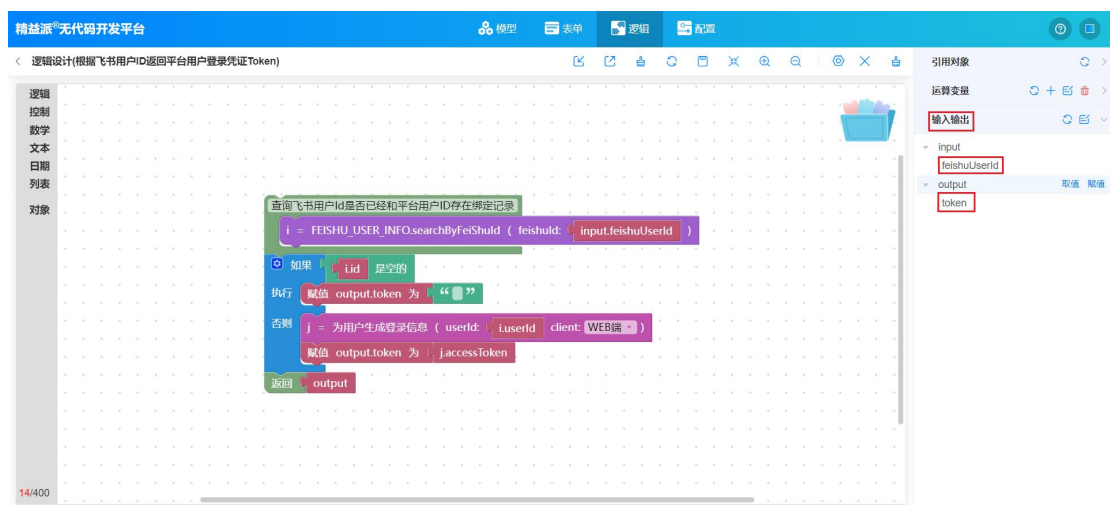 精益派®无代码开发平台 模型 表单 逻辑 配置
逻辑设计(根据飞书用户ID返回平台用户登录凭证Token) 引用对象
逻辑 运算变量
控制
数学 输入输出
文本 input
日期 feishuUserId
列表 output 取值 赋值
对象 token
查询飞书用户Id是否已经和平台用户ID存在绑定记录
i = FEISHU_USER_INFO.searchByFeiShuId ( feishuId: input.feishuUserId )
如果 i.id 是空的
执行 赋值 output.token 为 “ ”
否则 j = 为用户生成登录信息 ( userId: i.userId client: WEB端 )
赋值 output.token 为 j.accessToken
返回 output
14/400